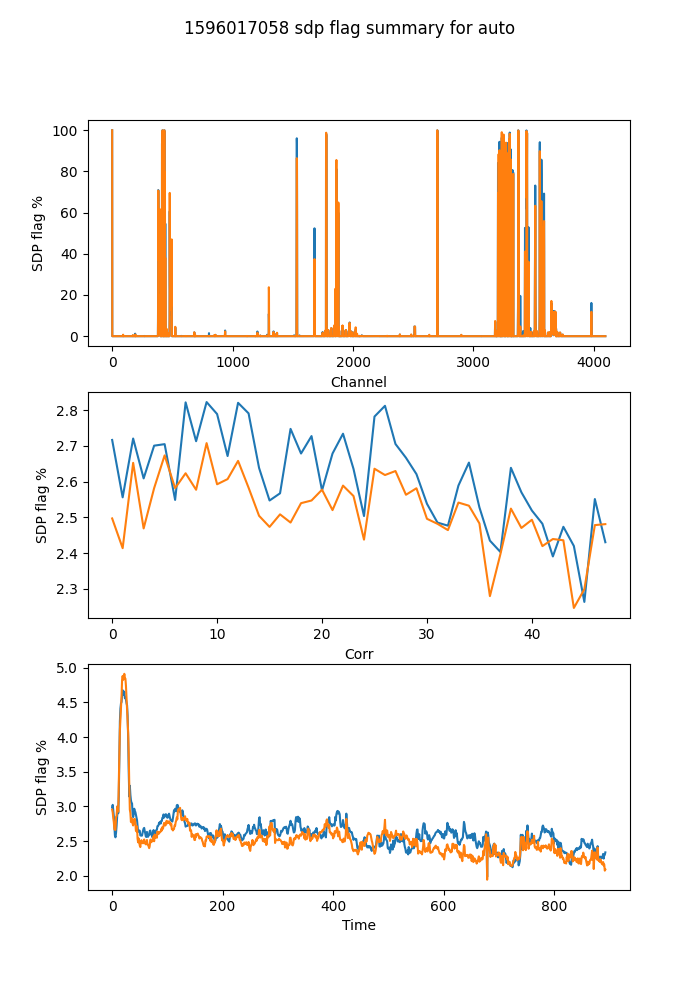 1596017058 sdp flag summary for auto
100
80
60
40
20
0
SDP flag %
0 1000 2000 3000 4000
Channel
2.8
2.7
2.6
2.5
2.4
2.3
SDP flag %
0 10 20 30 40
Corr
5.0
4.5
4.0
3.5
3.0
2.5
2.0
SDP flag %
0 200 400 600 800
Time